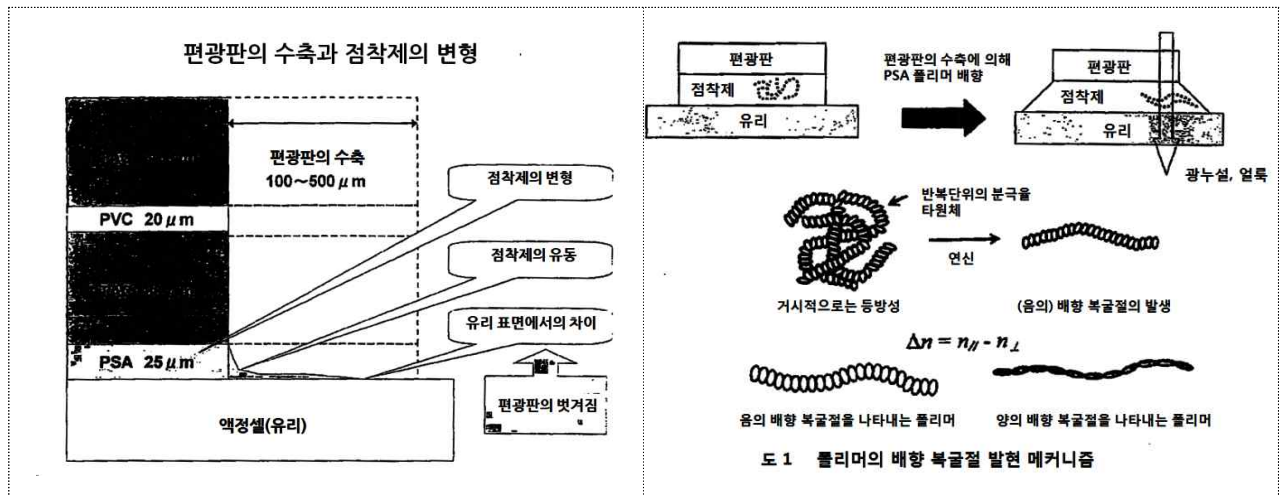 편광판의 수축과 점착제의 변형
편광판의 수축
100~500 μm
점착제의 변형
PVC 20 μm
점착제의 유동
유리 표면에서의 차이
PSA 25 μm
편광판의 벗겨짐
액정셀(유리)
편광판
점착제
유리
편광판의 수축에 의해
PSA 폴리머 배향
편광판
점착제
유리
광누설, 얼룩
반복단위의 분극율
타원체
연신
거시적으로는 등방성
(음의) 배향 복굴절의 발생
Δn = n∥ - n⊥
음의 배향 복굴절을 나타내는 폴리머
양의 배향 복굴절을 나타내는 폴리머
도 1 폴리머의 배향 복굴절 발현 메커니즘